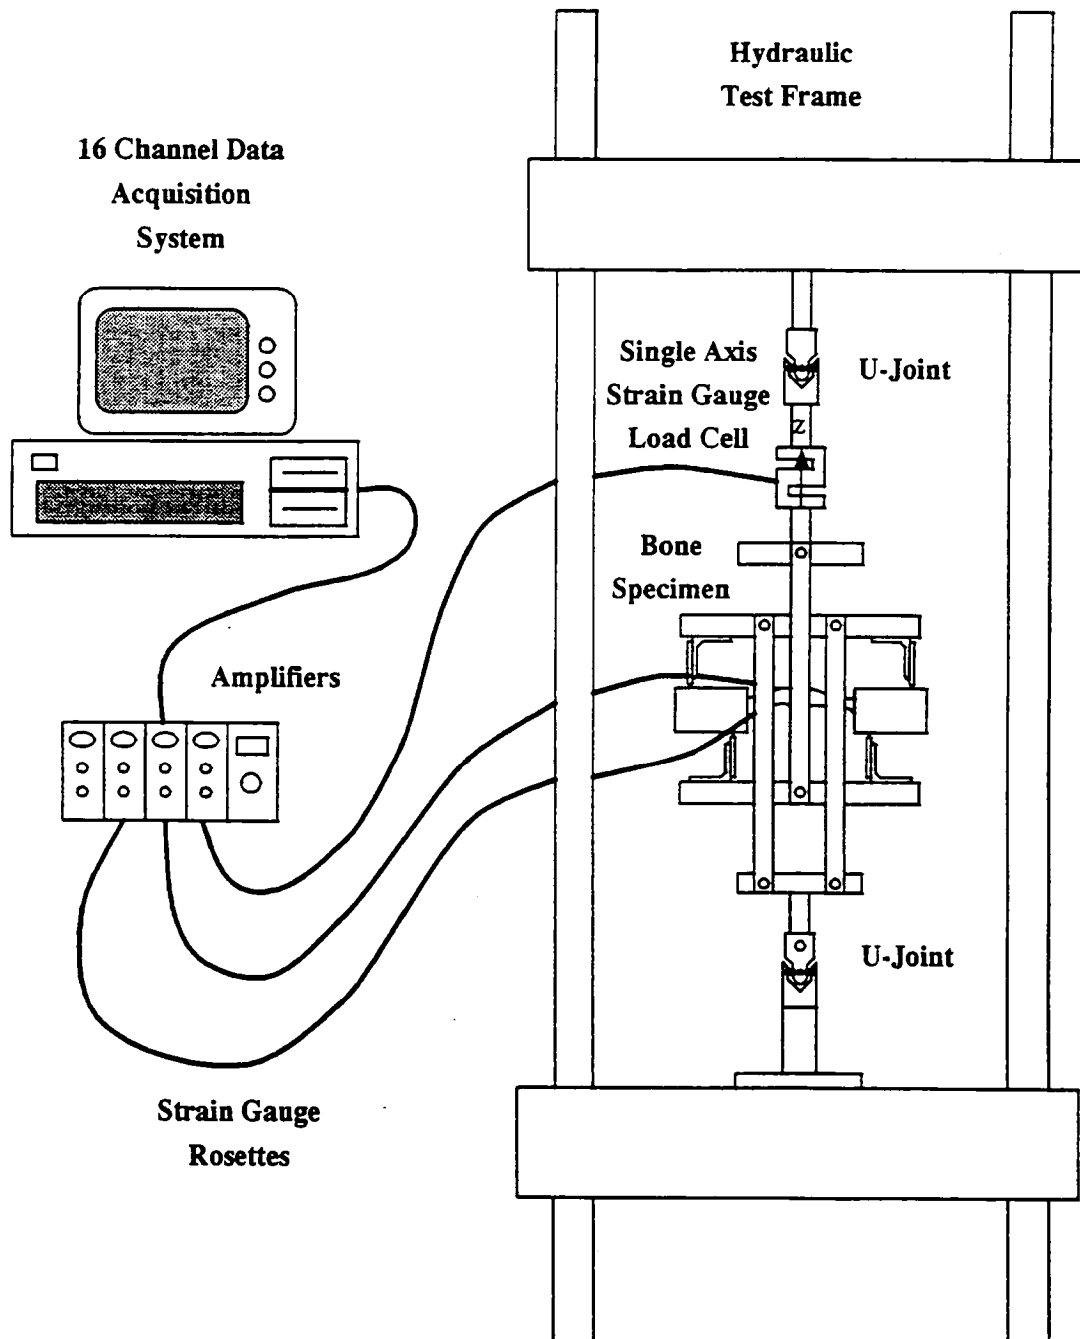 Hydraulic
Test Frame
16 Channel Data
Acquisition
System
Single Axis
Strain Gauge
Load Cell
U-Joint
z
Bone
Specimen
Amplifiers
U-Joint
Strain Gauge
Rosettes